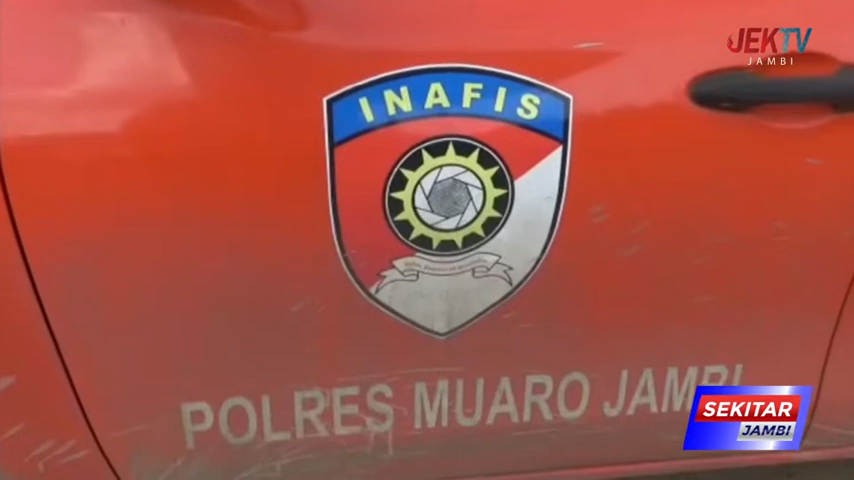 JEKTV
JAMBI
INAFIS
POLRES MUARO JAMBI
SEKITAR
JAMBI